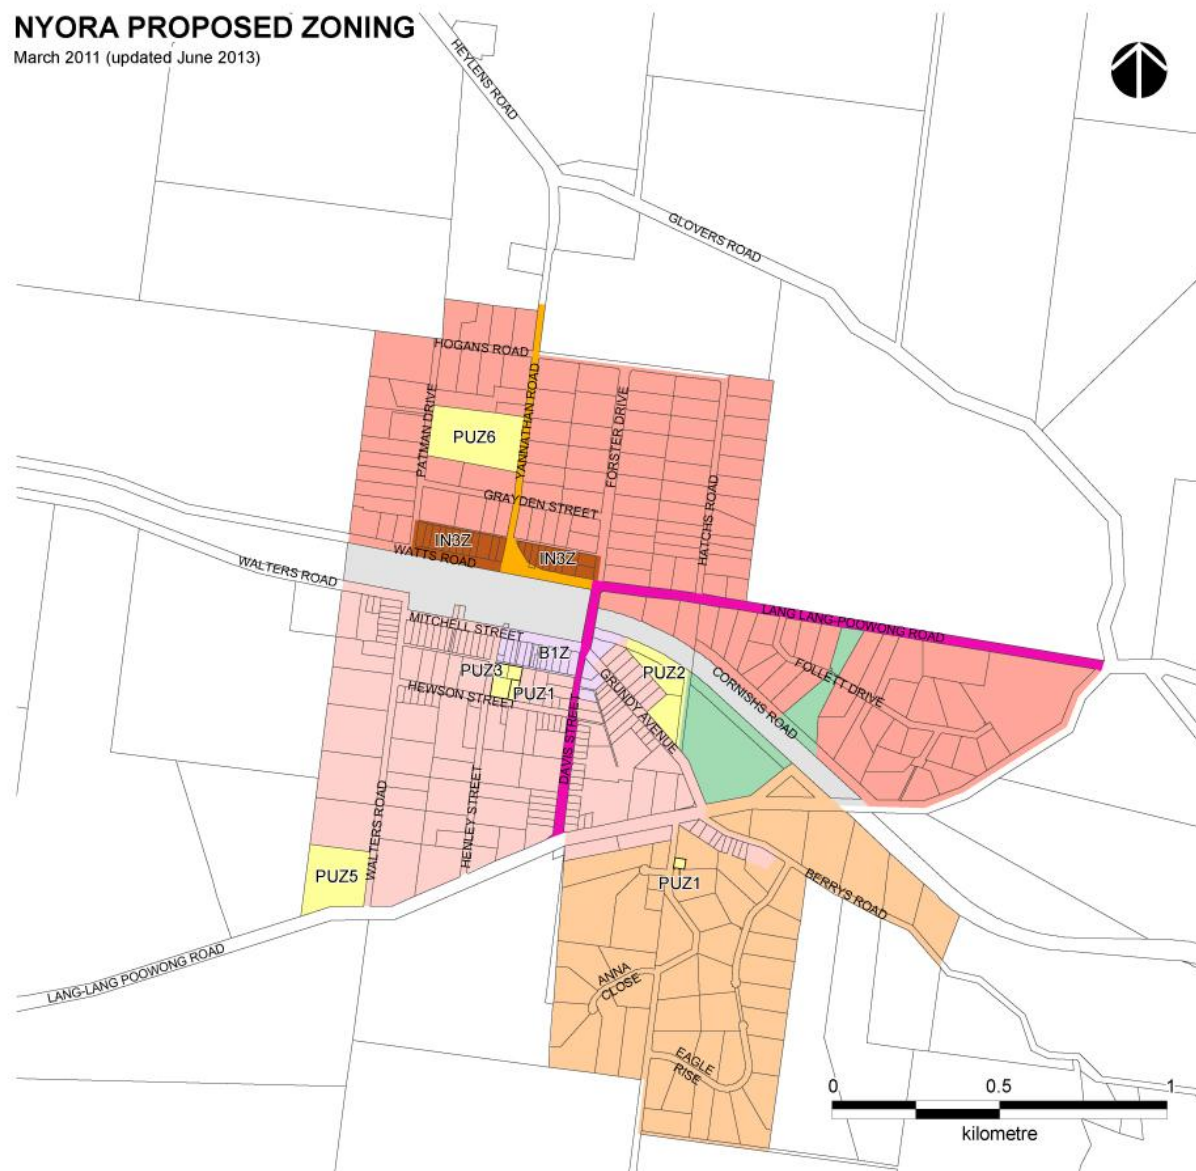 NYORA PROPOSED ZONING
March 2011 (updated June 2013)
HEYLENS ROAD
GLOVERS ROAD
HOGANS ROAD
YANNATHAN ROAD
PATMAN DRIVE
FORSTER DRIVE
PUZ6
GRAYDEN STREET
HATCHS ROAD
IN3Z
IN3Z
WATTS ROAD
WALTERS ROAD
LANG LANG-POOWONG ROAD
MITCHELL STREET
B1Z
PUZ3
PUZ1
HEWSON STREET
PUZ2
GRUNDY AVENUE
CORNISHS ROAD
FOLLETT DRIVE
DAVIS STREET
HENLEY STREET
WALTERS ROAD
PUZ5
PUZ1
BERRYS ROAD
LANG-LANG POOWONG ROAD
ANNA
CLOSE
EAGLE
RISE
0 0.5 1
kilometre